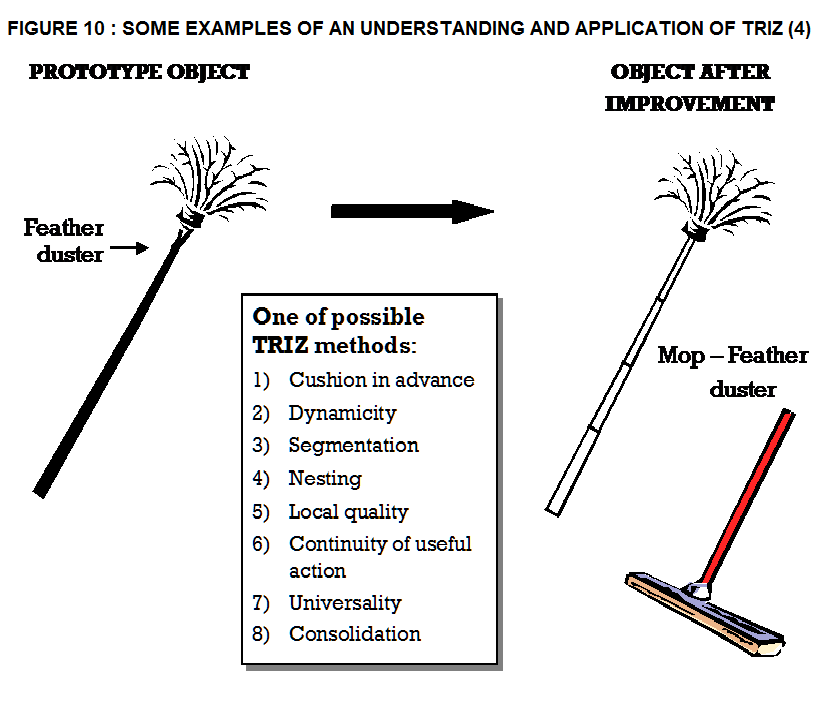 FIGURE 10 : SOME EXAMPLES OF AN UNDERSTANDING AND APPLICATION OF TRIZ (4)
PROTOTYPE OBJECT
OBJECT AFTER
IMPROVEMENT
Feather
duster
One of possible
TRIZ methods:
1) Cushion in advance
2) Dynamicity
3) Segmentation
4) Nesting
5) Local quality
6) Continuity of useful
action
7) Universality
8) Consolidation
Mop – Feather
duster